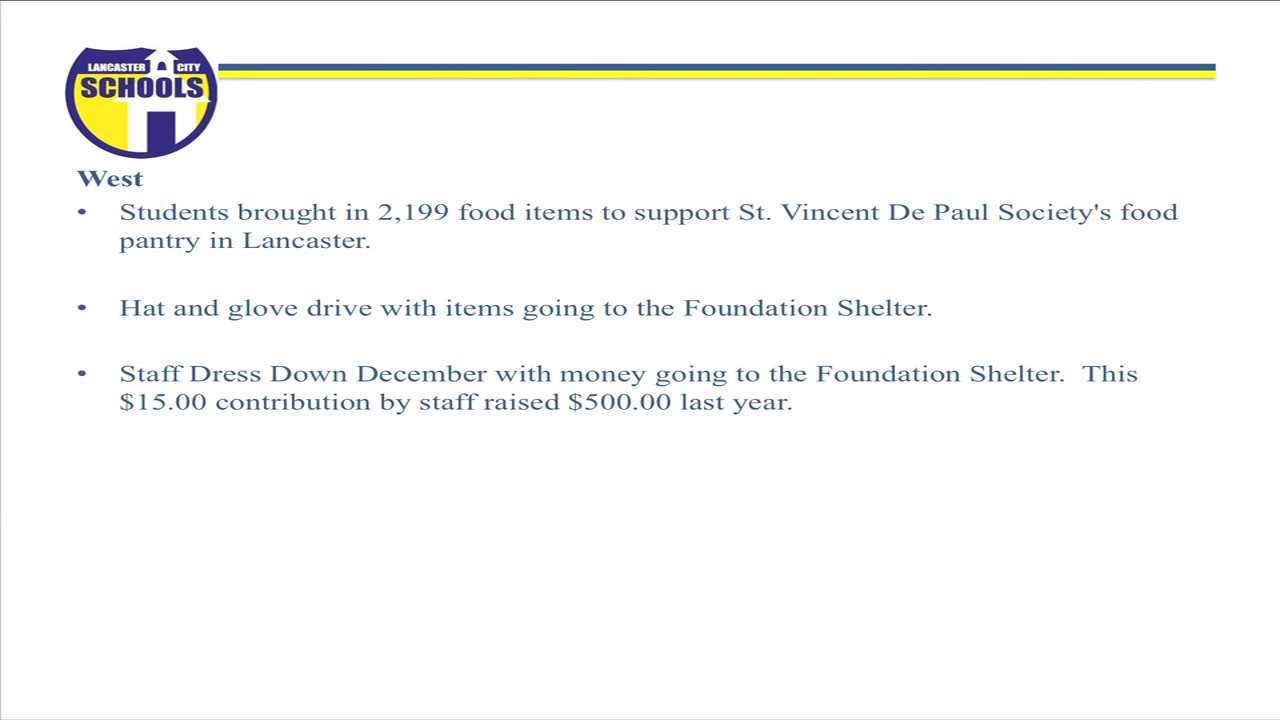 LANCASTER CITY
SCHOOLS
West
• Students brought in 2,199 food items to support St. Vincent De Paul Society's food
pantry in Lancaster.
• Hat and glove drive with items going to the Foundation Shelter.
• Staff Dress Down December with money going to the Foundation Shelter.  This
$15.00 contribution by staff raised $500.00 last year.